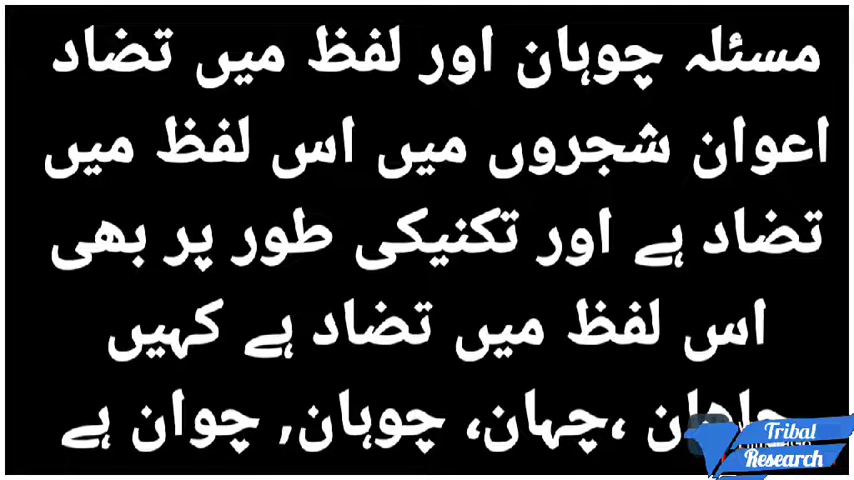 مسئلہ چوہان اور لفظ میں تضاد
اعوان شجروں میں اس لفظ میں
تضاد ہے اور تکنیکی طور پر بھی
اس لفظ میں تضاد ہے کہیں
،چہان، چوہان, چوان ہے
Tribal
Research